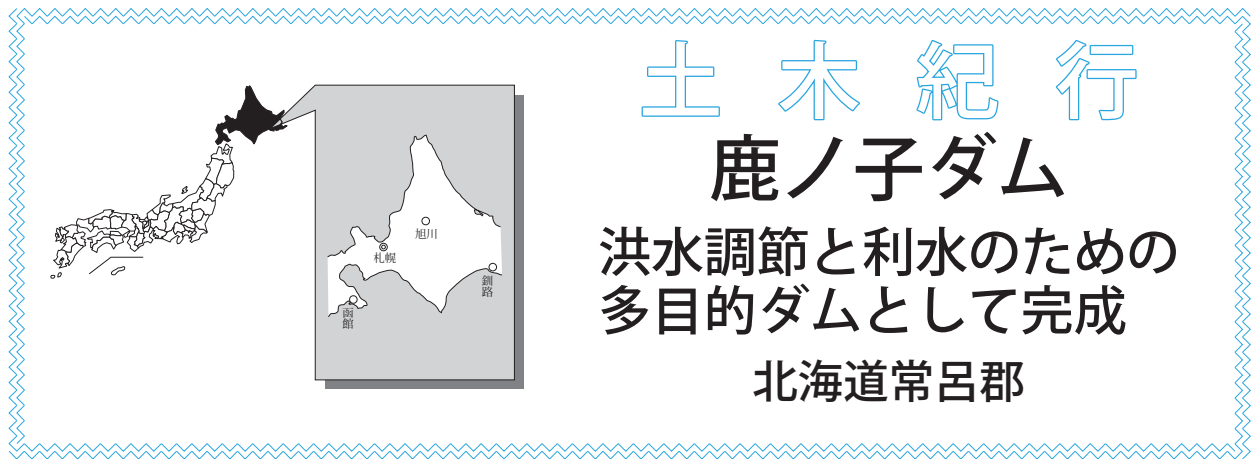 土木紀行
鹿ノ子ダム
洪水調節と利水のための
多目的ダムとして完成
北海道常呂郡
旭川
札幌
釧路
函館